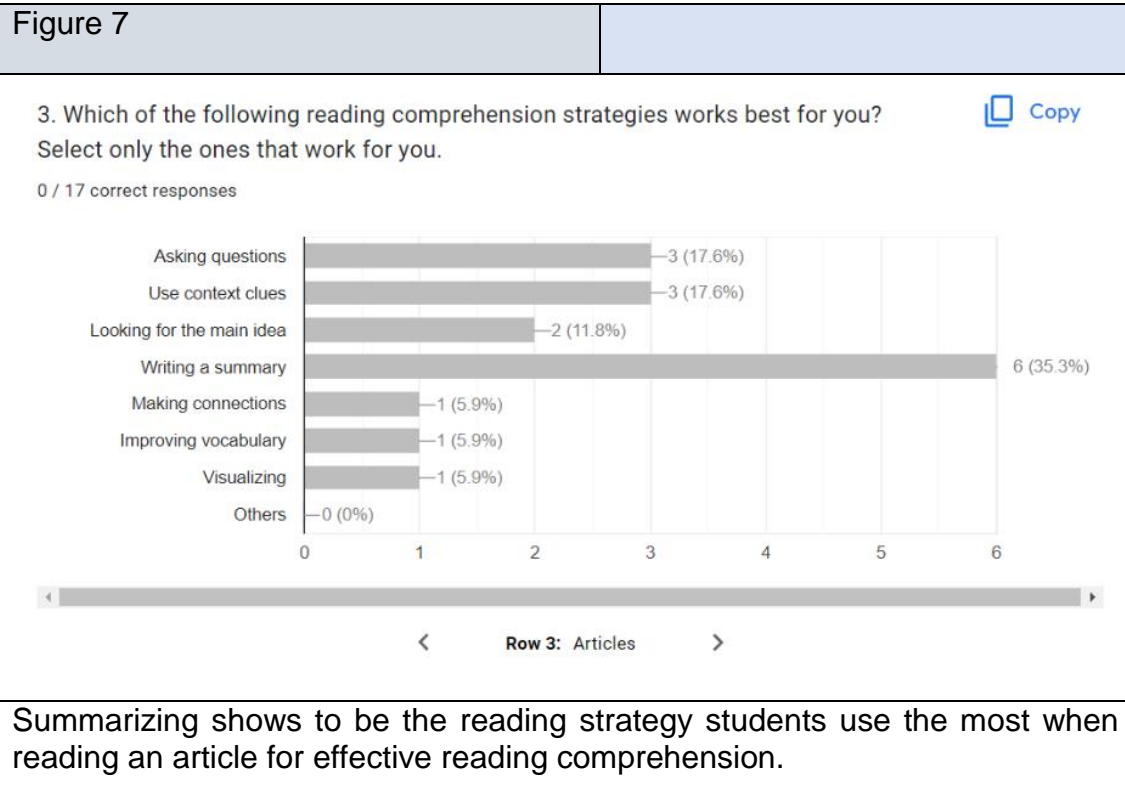 Figure 7
3. Which of the following reading comprehension strategies works best for you?
Copy
Select only the ones that work for you.
0 / 17 correct responses
Asking questions 3 (17.6%)
Use context clues 3 (17.6%)
Looking for the main idea 2 (11.8%)
Writing a summary 6 (35.3%)
Making connections 1 (5.9%)
Improving vocabulary 1 (5.9%)
Visualizing 1 (5.9%)
Others 0 (0%)
0 1 2 3 4 5 6
Row 3: Articles
Summarizing shows to be the reading strategy students use the most when
reading an article for effective reading comprehension.